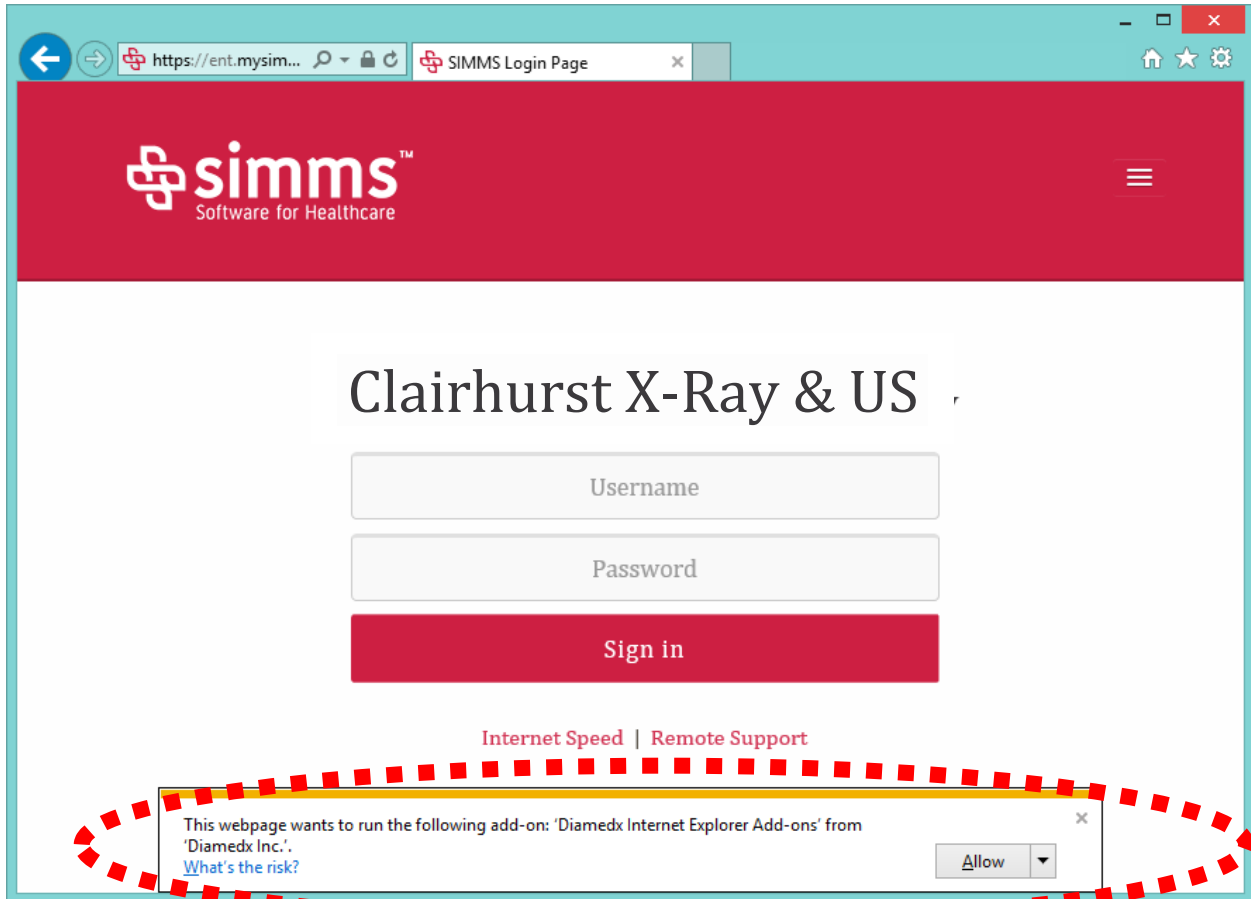 https://ent.mysim...
SIMMS Login Page
simms™
Software for Healthcare
Clairhurst X-Ray & US
Username
Password
Sign in
Internet Speed | Remote Support
This webpage wants to run the following add-on: 'Diamedx Internet Explorer Add-ons' from
'Diamedx Inc.'.
What's the risk?
Allow